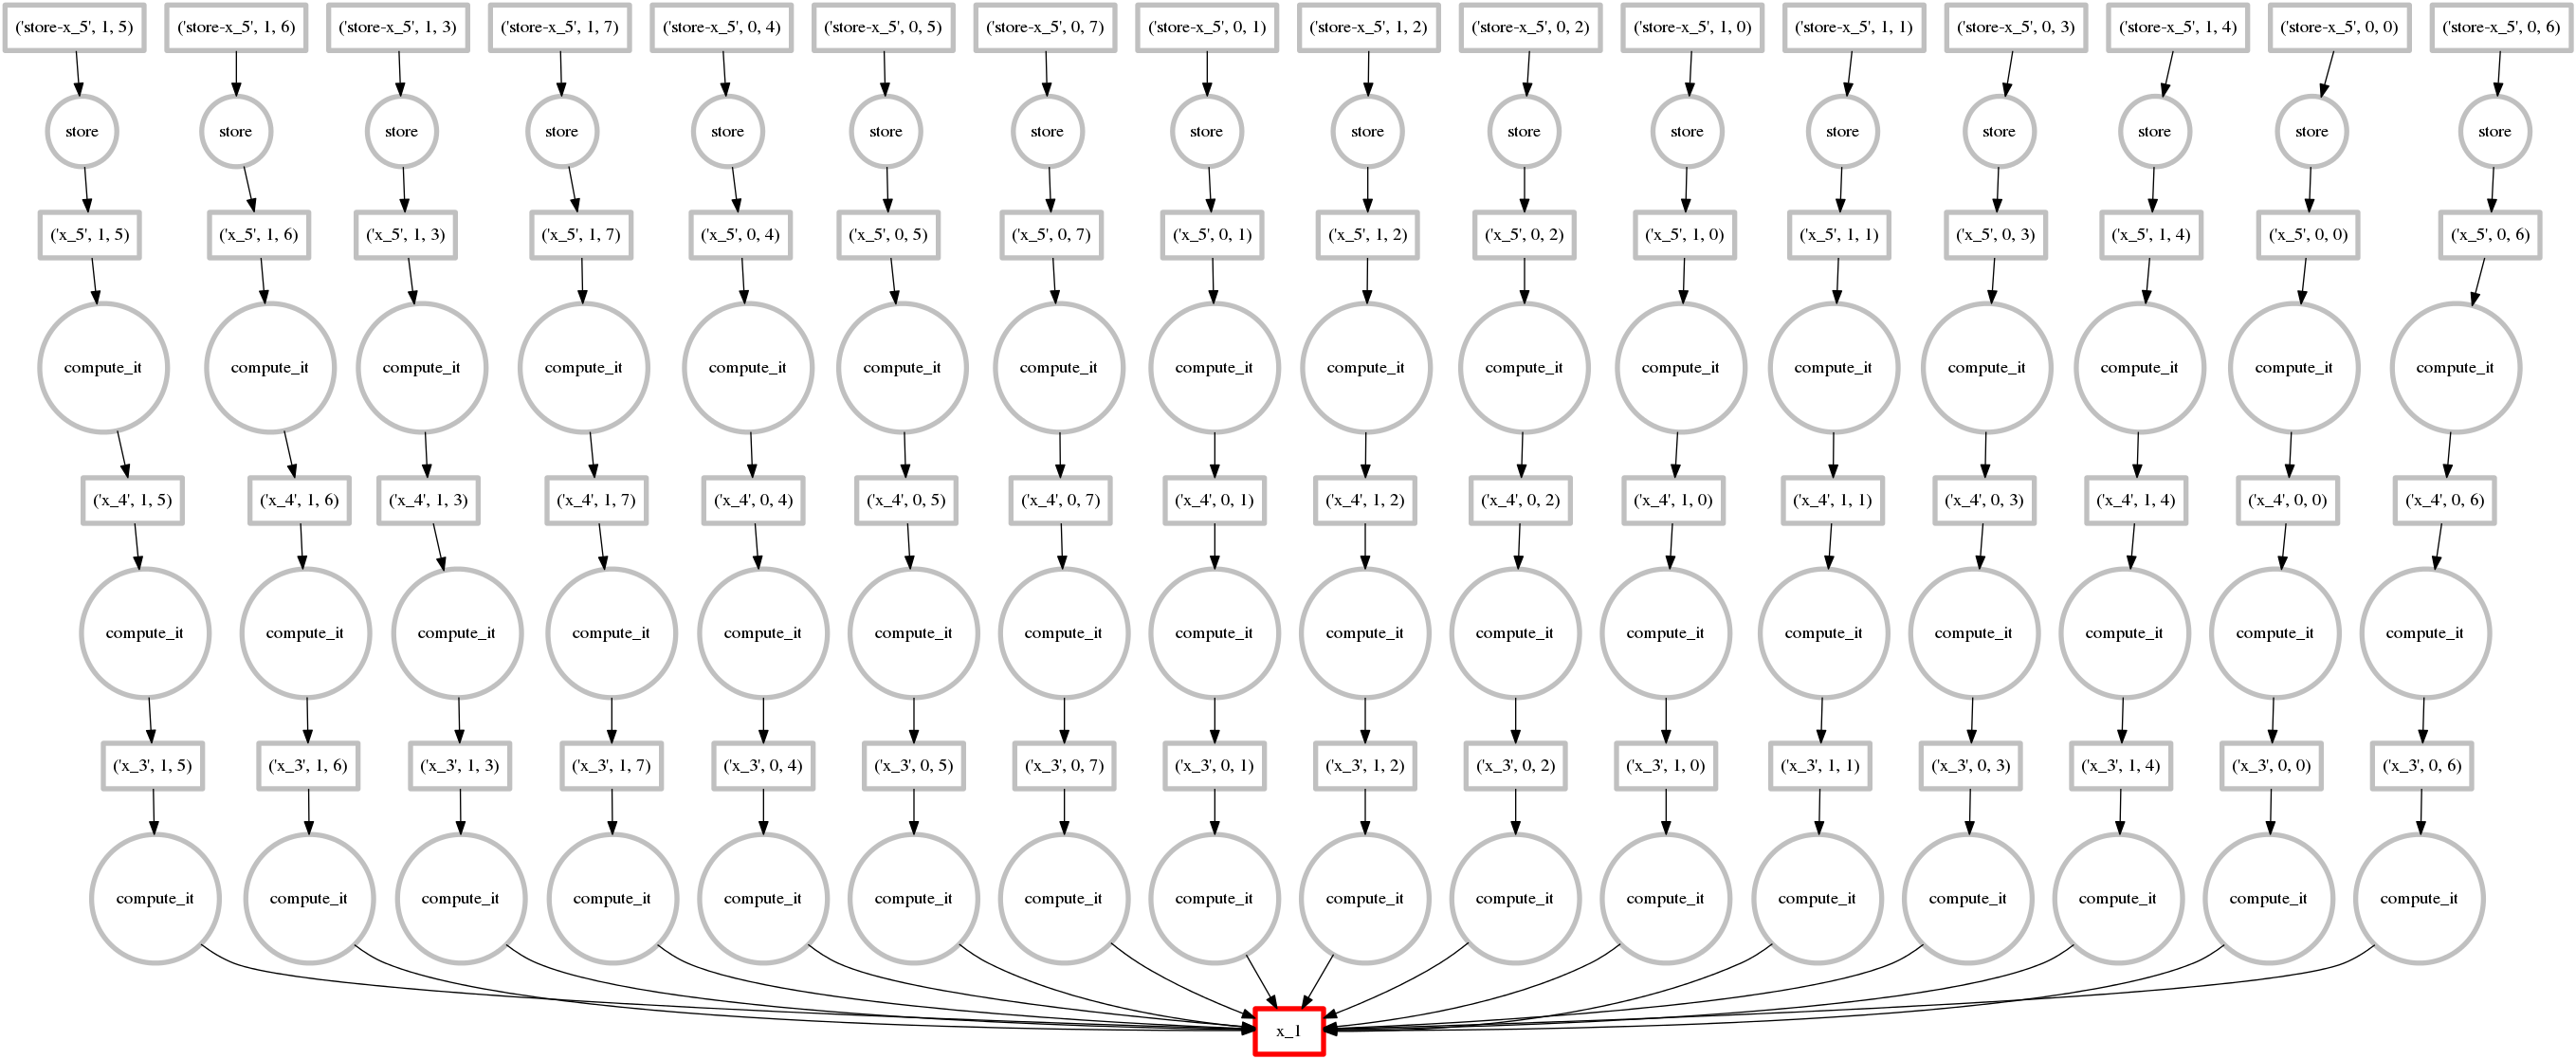 ('store-x_5', 1, 5) ('store-x_5', 1, 6) ('store-x_5', 1, 3) ('store-x_5', 1, 7) ('store-x_5', 0, 4) ('store-x_5', 0, 5) ('store-x_5', 0, 7) ('store-x_5', 0, 1) ('store-x_5', 1, 2) ('store-x_5', 0, 2) ('store-x_5', 1, 0) ('store-x_5', 1, 1) ('store-x_5', 0, 3) ('store-x_5', 1, 4) ('store-x_5', 0, 0) ('store-x_5', 0, 6)
store store store store store store store store store store store store store store store store
('x_5', 1, 5) ('x_5', 1, 6) ('x_5', 1, 3) ('x_5', 1, 7) ('x_5', 0, 4) ('x_5', 0, 5) ('x_5', 0, 7) ('x_5', 0, 1) ('x_5', 1, 2) ('x_5', 0, 2) ('x_5', 1, 0) ('x_5', 1, 1) ('x_5', 0, 3) ('x_5', 1, 4) ('x_5', 0, 0) ('x_5', 0, 6)
compute_it compute_it compute_it compute_it compute_it compute_it compute_it compute_it compute_it compute_it compute_it compute_it compute_it compute_it compute_it compute_it
('x_4', 1, 5) ('x_4', 1, 6) ('x_4', 1, 3) ('x_4', 1, 7) ('x_4', 0, 4) ('x_4', 0, 5) ('x_4', 0, 7) ('x_4', 0, 1) ('x_4', 1, 2) ('x_4', 0, 2) ('x_4', 1, 0) ('x_4', 1, 1) ('x_4', 0, 3) ('x_4', 1, 4) ('x_4', 0, 0) ('x_4', 0, 6)
compute_it compute_it compute_it compute_it compute_it compute_it compute_it compute_it compute_it compute_it compute_it compute_it compute_it compute_it compute_it compute_it
('x_3', 1, 5) ('x_3', 1, 6) ('x_3', 1, 3) ('x_3', 1, 7) ('x_3', 0, 4) ('x_3', 0, 5) ('x_3', 0, 7) ('x_3', 0, 1) ('x_3', 1, 2) ('x_3', 0, 2) ('x_3', 1, 0) ('x_3', 1, 1) ('x_3', 0, 3) ('x_3', 1, 4) ('x_3', 0, 0) ('x_3', 0, 6)
compute_it compute_it compute_it compute_it compute_it compute_it compute_it compute_it compute_it compute_it compute_it compute_it compute_it compute_it compute_it compute_it
x_1